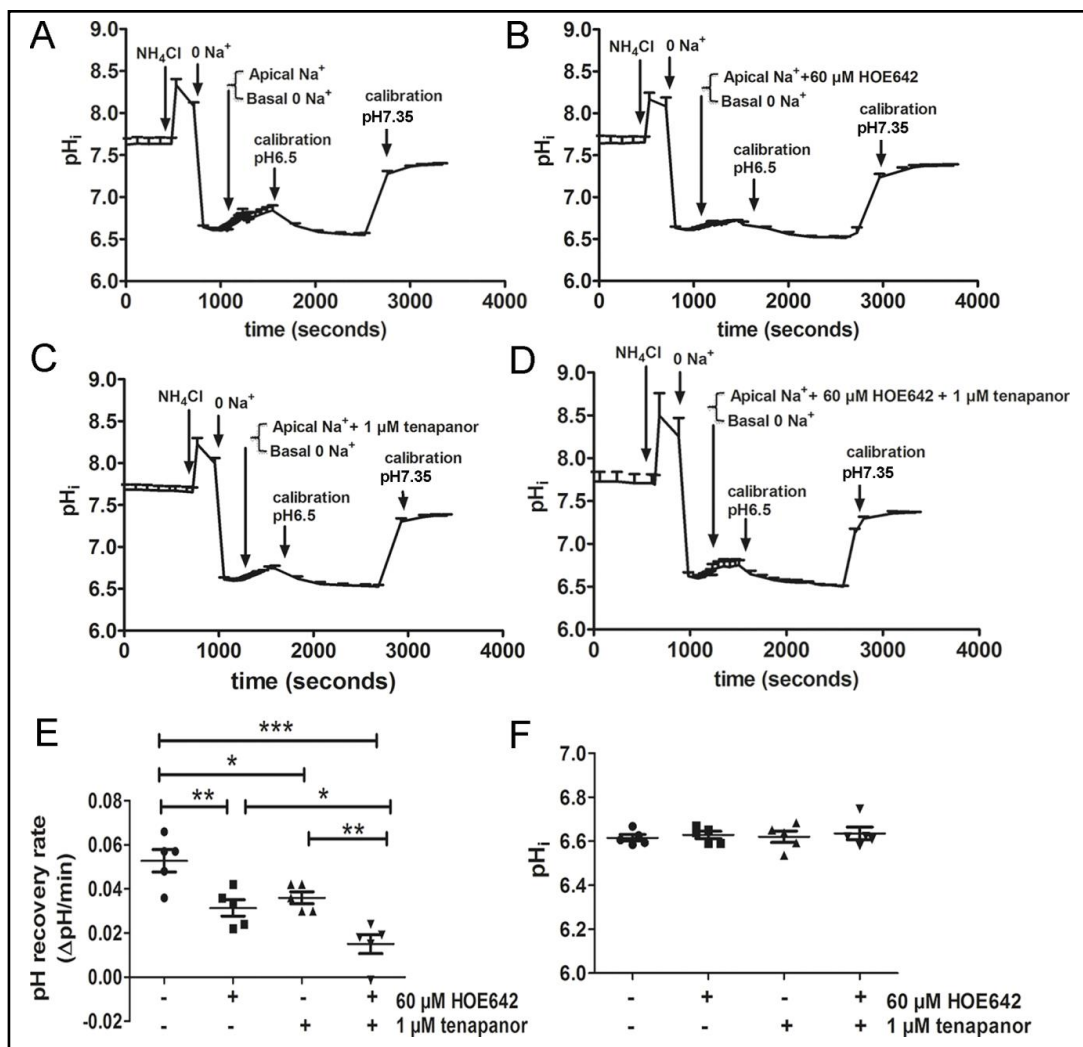 A
NH₄Cl 0 Na⁺
Apical Na⁺
Basal 0 Na⁺
calibration
pH6.5
calibration
pH7.35
pHᵢ
9.0
8.5
8.0
7.5
7.0
6.5
6.0
0 1000 2000 3000 4000
time (seconds)
B
NH₄Cl 0 Na⁺
Apical Na⁺+60 µM HOE642
Basal 0 Na⁺
calibration
pH6.5
calibration
pH7.35
pHᵢ
9.0
8.5
8.0
7.5
7.0
6.5
6.0
0 1000 2000 3000 4000
time (seconds)
C
NH₄Cl 0 Na⁺
Apical Na⁺+ 1 µM tenapanor
Basal 0 Na⁺
calibration
pH6.5
calibration
pH7.35
pHᵢ
9.0
8.5
8.0
7.5
7.0
6.5
6.0
0 1000 2000 3000 4000
time (seconds)
D
NH₄Cl 0 Na⁺
Apical Na⁺+ 60 µM HOE642 + 1 µM tenapanor
Basal 0 Na⁺
calibration
pH6.5
calibration
pH7.35
pHᵢ
9.0
8.5
8.0
7.5
7.0
6.5
6.0
0 1000 2000 3000 4000
time (seconds)
E
***
*
** *
**
pH recovery rate
(ΔpH/min)
0.08
0.06
0.04
0.02
0.00
-0.02
- + - + 60 µM HOE642
- - + + 1 µM tenapanor
F
pHᵢ
7.0
6.8
6.6
6.4
6.2
6.0
- + - + 60 µM HOE642
- - + + 1 µM tenapanor